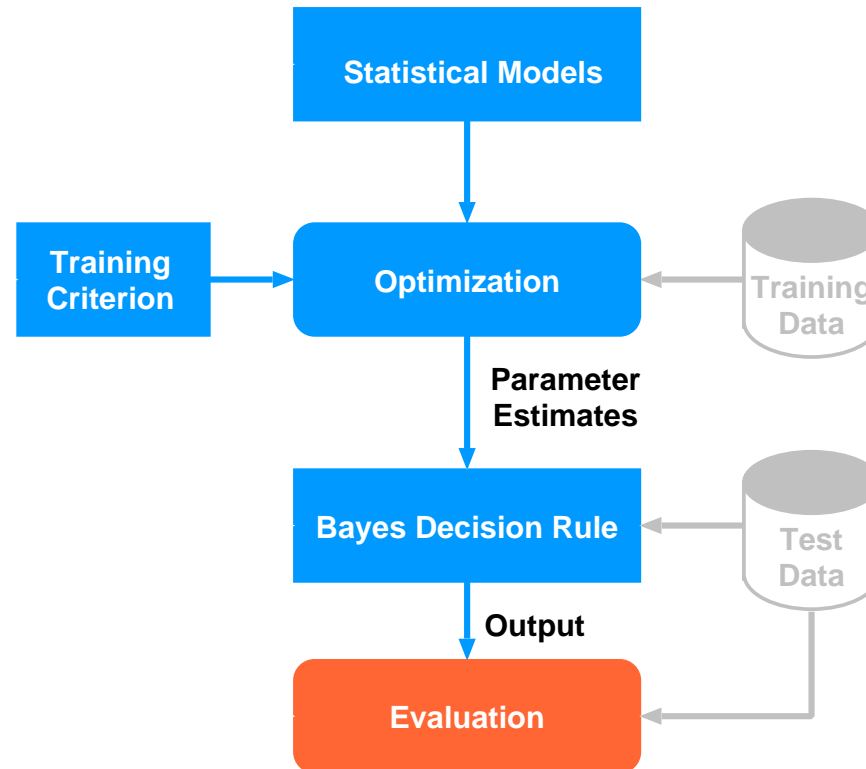 Statistical Models
Training
Criterion
Optimization
Training
Data
Parameter
Estimates
Bayes Decision Rule
Test
Data
Output
Evaluation